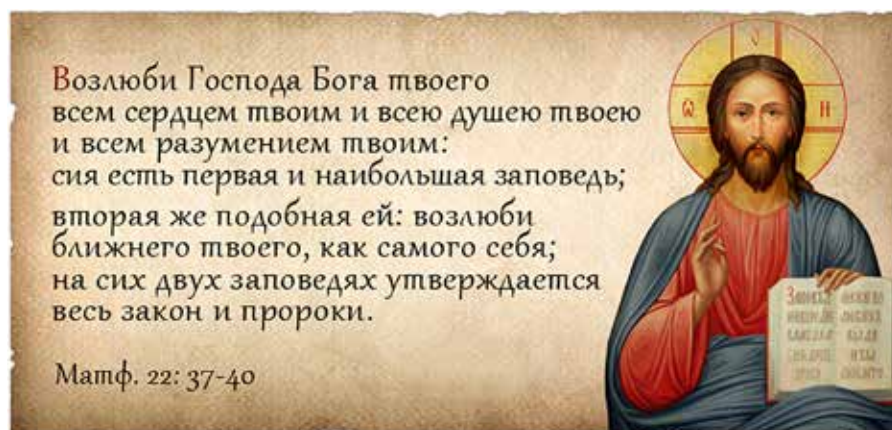 Возлюби Господа Бога твоего
всем сердцем твоим и всею душею твоею
и всем разумением твоим:
сия есть первая и наибольшая заповедь;
вторая же подобная ей: возлюби
ближнего твоего, как самого себя;
на сих двух заповедях утверждается
весь закон и пророки.
Матф. 22: 37-40
Ѡ Н